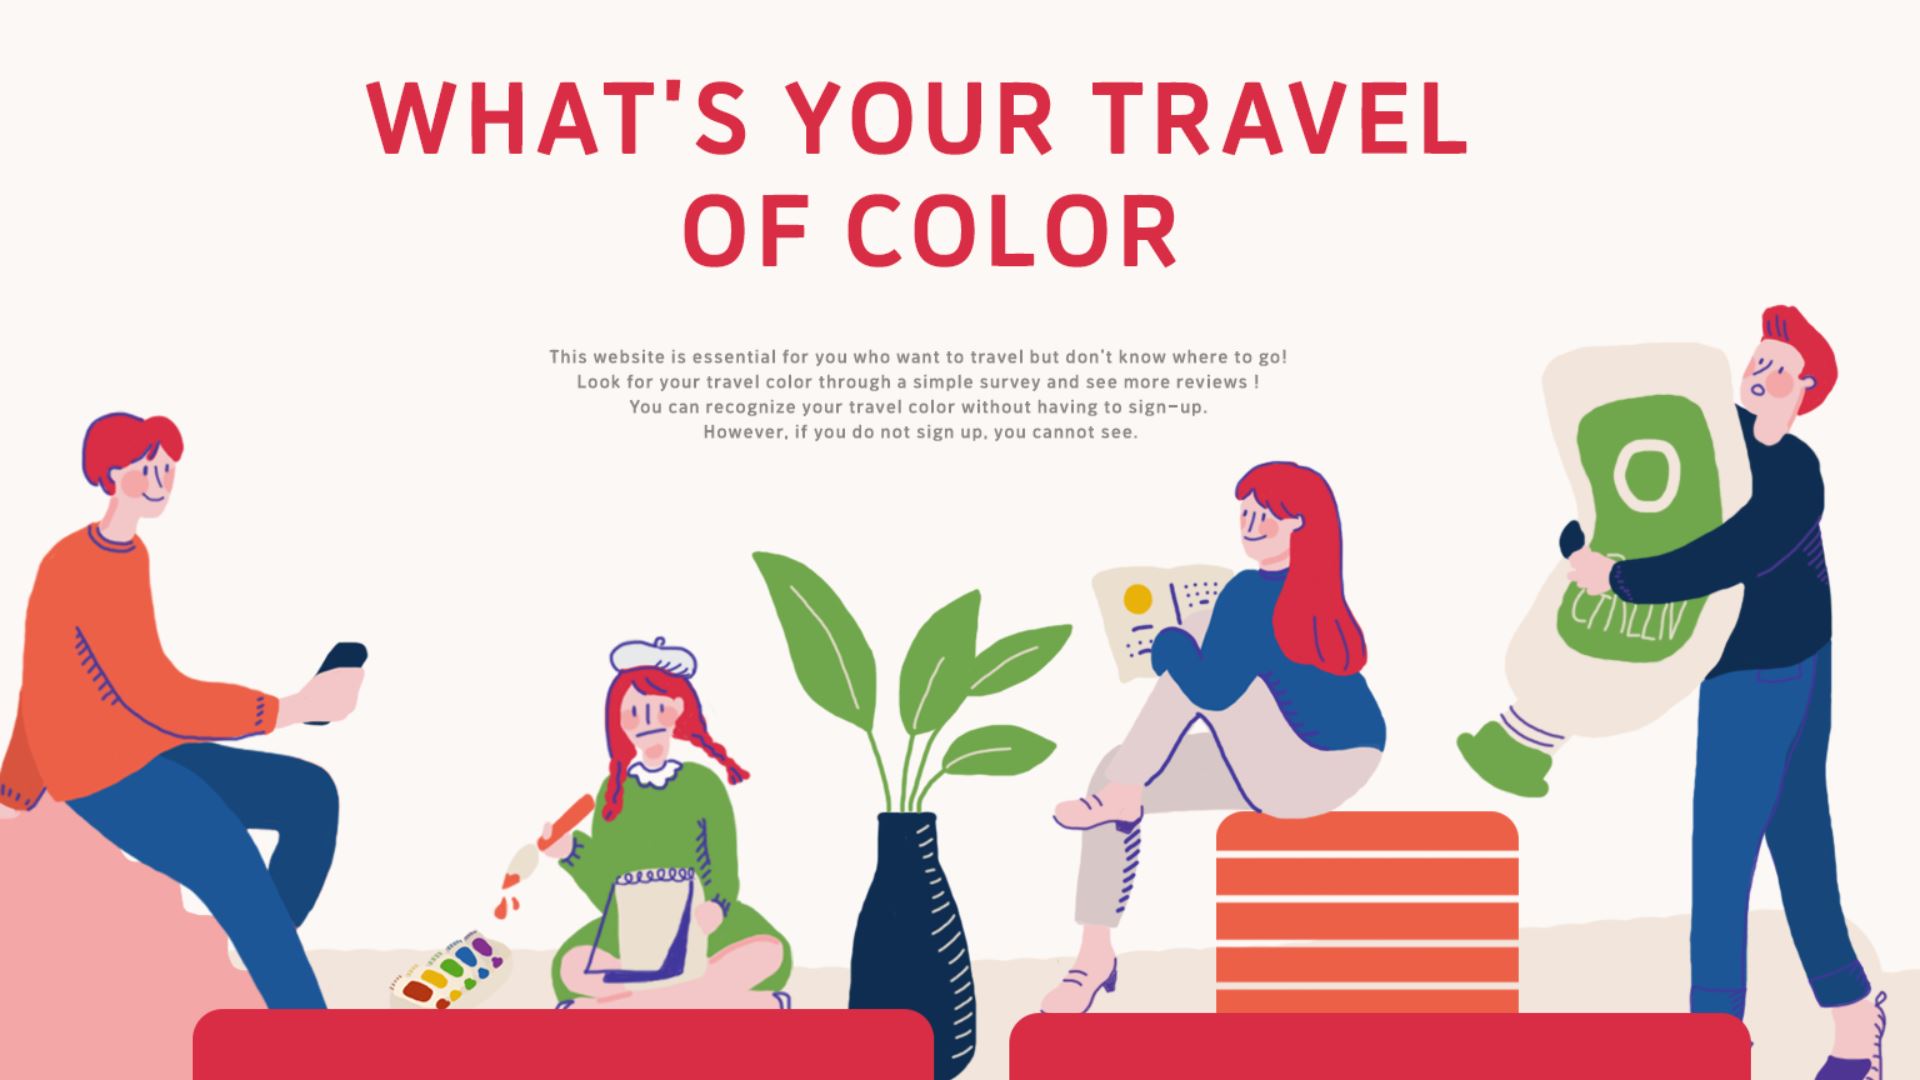 WHAT'S YOUR TRAVEL
OF COLOR
This website is essential for you who want to travel but don't know where to go!
Look for your travel color through a simple survey and see more reviews !
You can recognize your travel color without having to sign-up.
However, if you do not sign up, you cannot see.
O